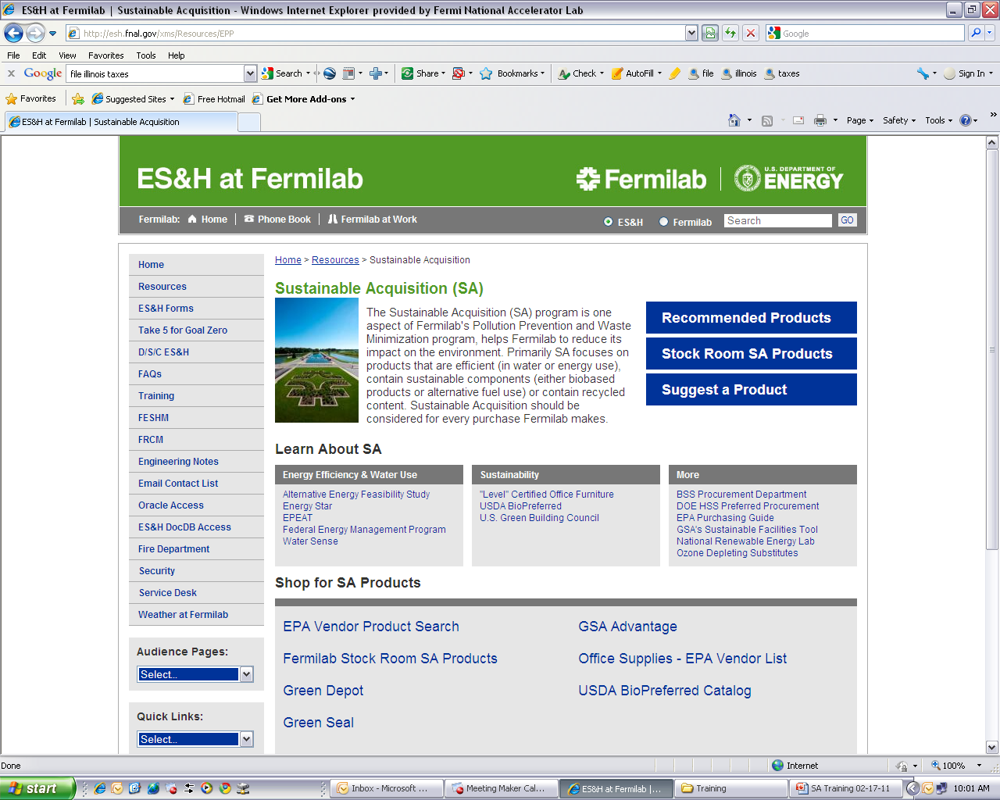 ES&H at Fermilab | Sustainable Acquisition - Windows Internet Explorer provided by Fermi National Accelerator Lab
http://esh.fnal.gov/xms/Resources/EPP
Google
File Edit View Favorites Tools Help
x Google file illinois taxes Search Share Bookmarks Check AutoFill file illinois taxes Sign In
Favorites Suggested Sites Free Hotmail Get More Add-ons
ES&H at Fermilab | Sustainable Acquisition Page Safety Tools
ES&H at Fermilab
Fermilab
U.S. DEPARTMENT OF
ENERGY
Fermilab: Home Phone Book Fermilab at Work
ES&H Fermilab Search GO
Home
Resources
ES&H Forms
Take 5 for Goal Zero
D/S/C ES&H
FAQs
Training
FESHM
FRCM
Engineering Notes
Email Contact List
Oracle Access
ES&H DocDB Access
Fire Department
Security
Service Desk
Weather at Fermilab
Audience Pages:
Select...
Quick Links:
Select...
Home > Resources > Sustainable Acquisition
Sustainable Acquisition (SA)
The Sustainable Acquisition (SA) program is one
aspect of Fermilab's Pollution Prevention and Waste
Minimization program, helps Fermilab to reduce its
impact on the environment. Primarily SA focuses on
products that are efficient (in water or energy use),
contain sustainable components (either biobased
products or alternative fuel use) or contain recycled
content. Sustainable Acquisition should be
considered for every purchase Fermilab makes.
Recommended Products
Stock Room SA Products
Suggest a Product
Learn About SA
Energy Efficiency & Water Use
Alternative Energy Feasibility Study
Energy Star
EPEAT
Federal Energy Management Program
Water Sense
Sustainability
"Level" Certified Office Furniture
USDA BioPreferred
U.S. Green Building Council
More
BSS Procurement Department
DOE HSS Preferred Procurement
EPA Purchasing Guide
GSA's Sustainable Facilities Tool
National Renewable Energy Lab
Ozone Depleting Substitutes
Shop for SA Products
EPA Vendor Product Search
Fermilab Stock Room SA Products
Green Depot
Green Seal
GSA Advantage
Office Supplies - EPA Vendor List
USDA BioPreferred Catalog
Done Internet 100%
start Inbox - Microsoft ... Meeting Maker Cal... ES&H at Fermilab |... Training SA Training 02-17-11 10:01 AM